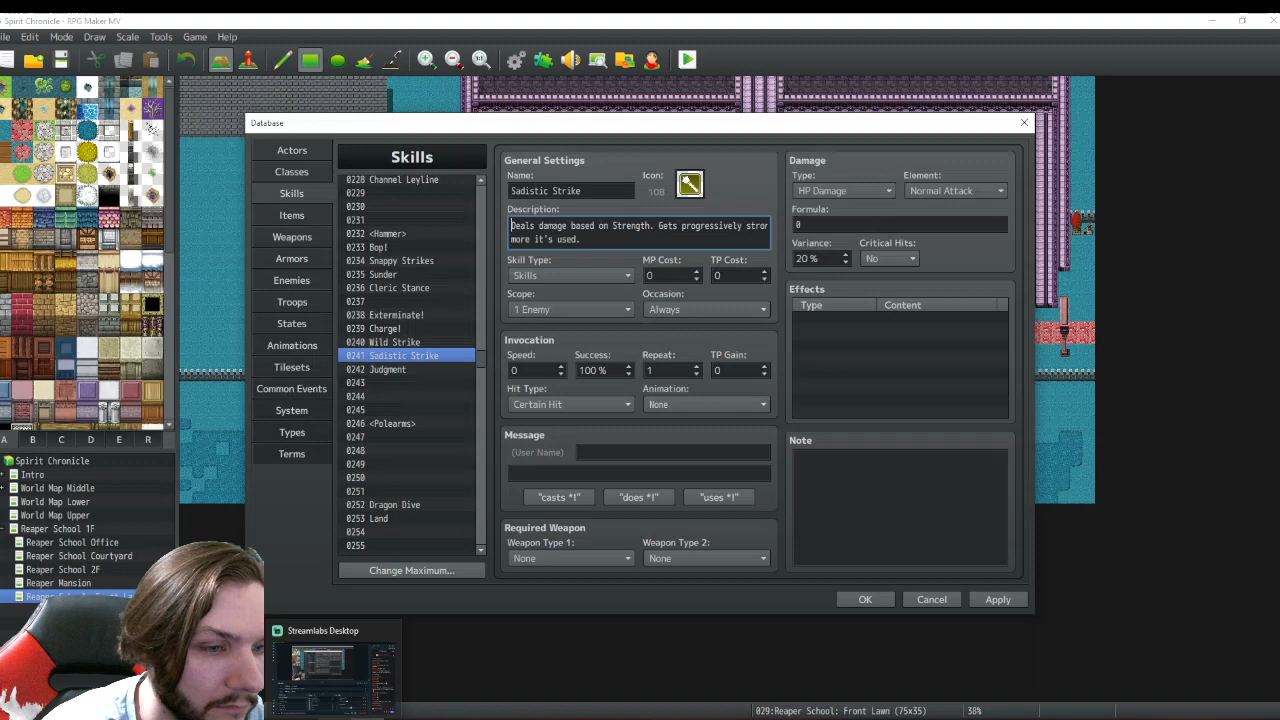 Spirit Chronicle - RPG Maker MV
Edit Mode Draw Scale Tools Game Help
Database
Actors
Classes
Skills
Items
Weapons
Armors
Enemies
Troops
States
Animations
Tilesets
Common Events
System
Types
Terms
Skills
0228 Channel Leyline
0229
0230
0231
0232 <Hammer>
0233 Bop!
0234 Snappy Strikes
0235 Sunder
0236 Cleric Stance
0237
0238 Exterminate!
0239 Charge!
0240 Wild Strike
0241 Sadistic Strike
0242 Judgment
0243
0244
0245
0246 <Polearms>
0247
0248
0249
0250
0251
0252 Dragon Dive
0253 Land
0254
0255
Change Maximum...
General Settings
Name: Icon:
Sadistic Strike 108
Description:
Deals damage based on Strength. Gets progressively stror
more it's used.
Skill Type: MP Cost: TP Cost:
Skills 0 0
Scope: Occasion:
1 Enemy Always
Invocation
Speed: Success: Repeat: TP Gain:
0 100 % 1 0
Hit Type: Animation:
Certain Hit None
Message
(User Name)
"casts *!" "does *!" "uses *!"
Required Weapon
Weapon Type 1: Weapon Type 2:
None None
Damage
Type: Element:
HP Damage Normal Attack
Formula:
0
Variance: Critical Hits:
20 % No
Effects
Type Content
Note
OK Cancel Apply
A B C D E R
Spirit Chronicle
Intro
World Map Middle
World Map Lower
World Map Upper
Reaper School 1F
Reaper School Office
Reaper School Courtyard
Reaper School 2F
Reaper Mansion
Streamlabs Desktop
029:Reaper School: Front Lawn (75x35) 38%